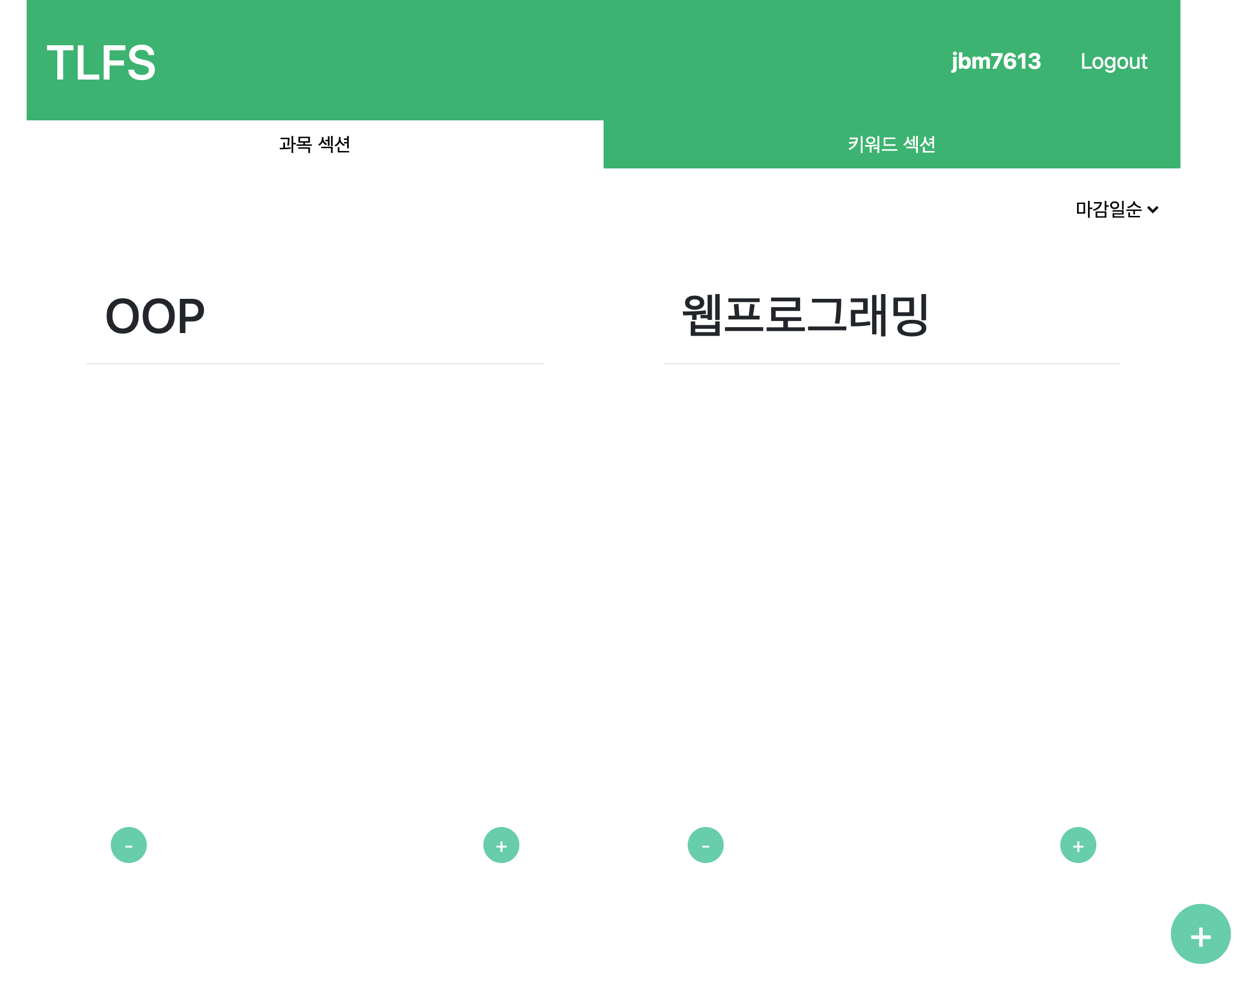 TLFS
jbm7613 Logout
과목 섹션
키워드 섹션
마감일순
OOP
웹프로그래밍
- +
- +
+